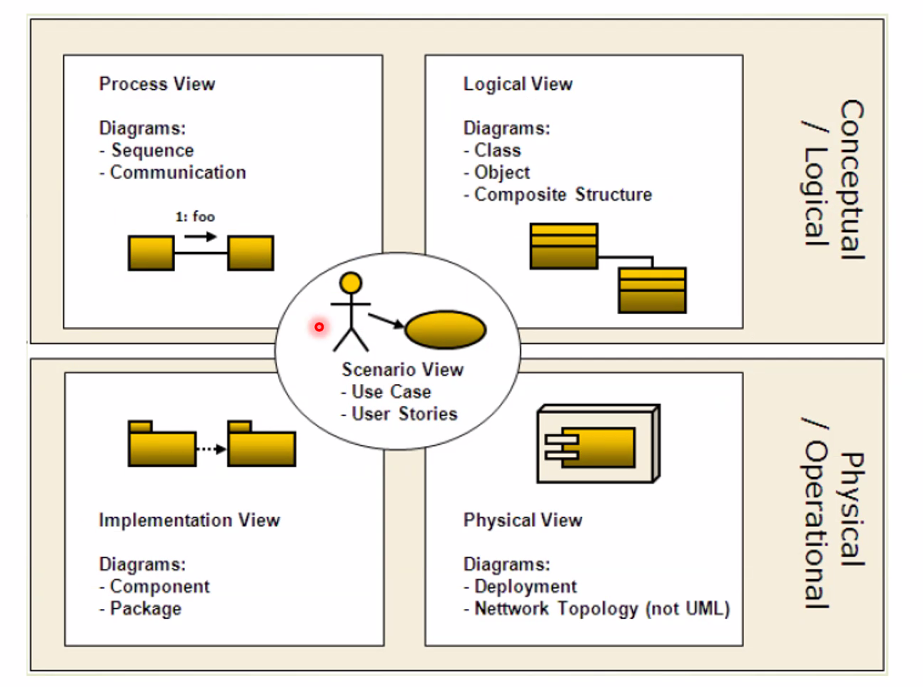 Process View
Diagrams:
- Sequence
- Communication
1: foo
Logical View
Diagrams:
- Class
- Object
- Composite Structure
Conceptual
/ Logical
Scenario View
- Use Case
- User Stories
Implementation View
Diagrams:
- Component
- Package
Physical View
Diagrams:
- Deployment
- Nettwork Topology (not UML)
Physical
/ Operational